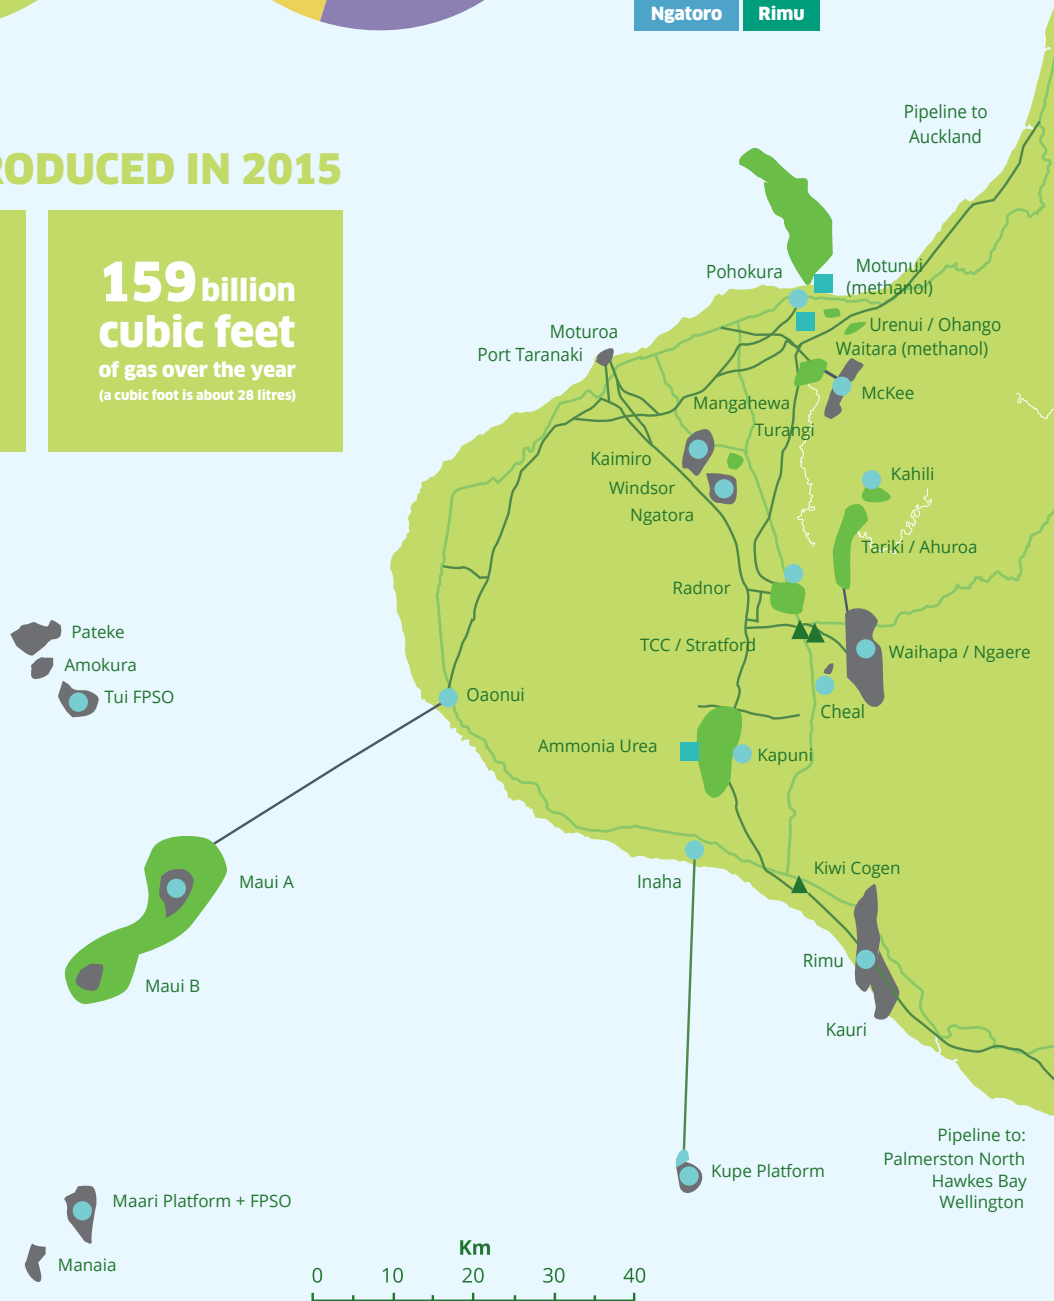 Ngatoro
Rimu
Pipeline to
Auckland
RODUCED IN 2015
159 billion
cubic feet
of gas over the year
(a cubic foot is about 28 litres)
Pohokura
Motunui
(methanol)
Moturoa
Port Taranaki
Urenui / Ohango
Waitara (methanol)
McKee
Mangahewa
Turangi
Kaimiro
Windsor
Ngatora
Kahili
Tariki / Ahuroa
Radnor
TCC / Stratford
Waihapa / Ngaere
Pateke
Amokura
Tui FPSO
Oaonui
Cheal
Ammonia Urea
Kapuni
Kiwi Cogen
Inaha
Maui A
Maui B
Rimu
Kauri
Pipeline to:
Palmerston North
Hawkes Bay
Wellington
Kupe Platform
Maari Platform + FPSO
Manaia
Km
0 10 20 30 40